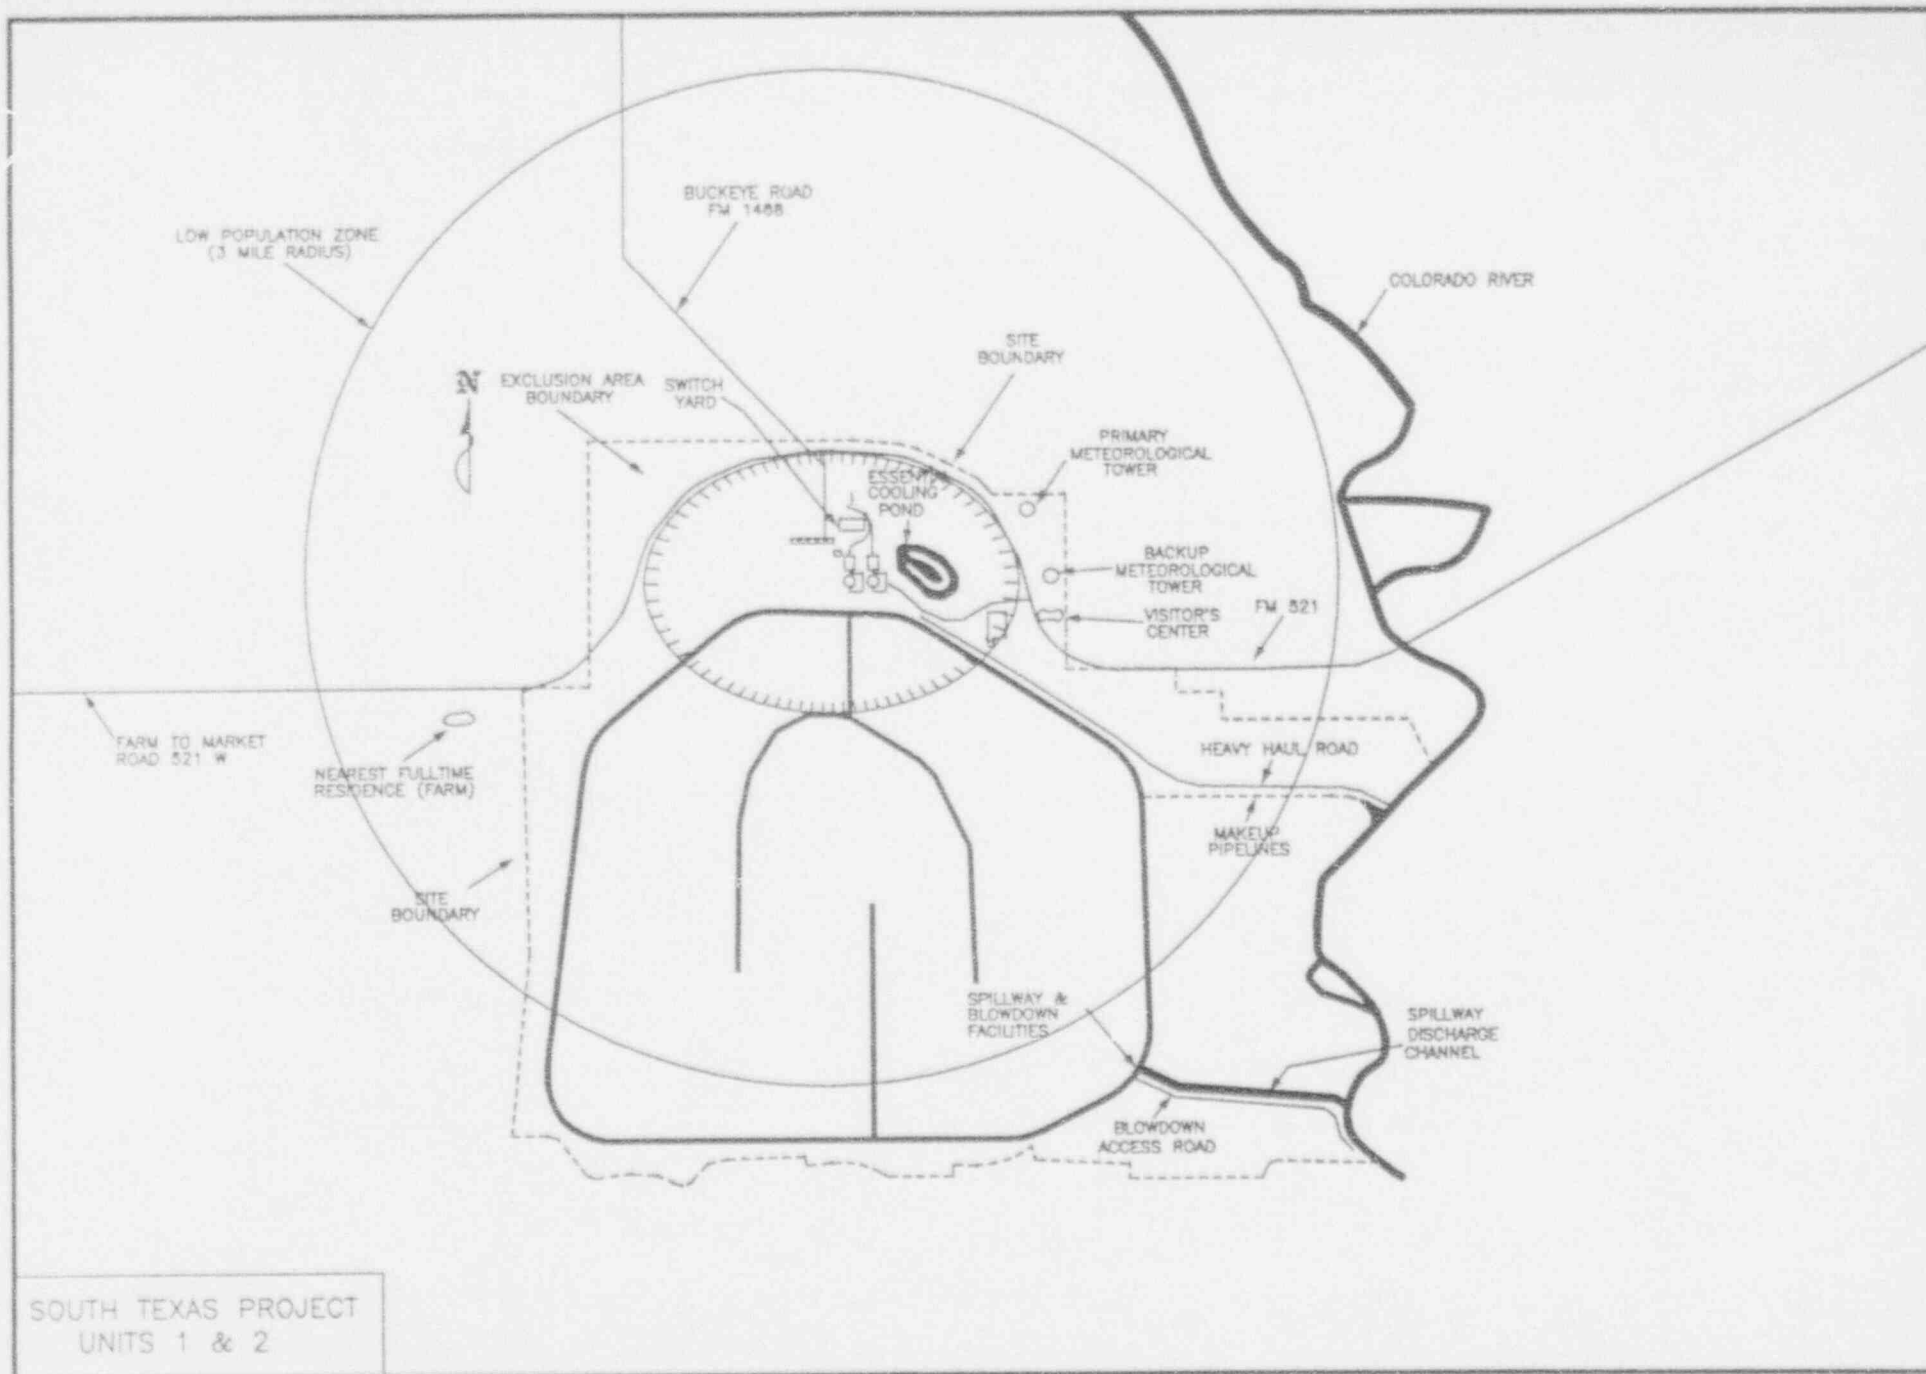 BUCKEYE ROAD
FM 1468
LOW POPULATION ZONE
(3 MILE RADIUS)
COLORADO RIVER
SITE
BOUNDARY
N
EXCLUSION AREA
BOUNDARY
SWITCH
YARD
PRIMARY
METEOROLOGICAL
TOWER
COOLING
POND
BACKUP
METEOROLOGICAL
TOWER
FM 521
VISITOR'S
CENTER
FARM TO MARKET
ROAD 521 W
NEAREST FULLTIME
RESIDENCE (FARM)
HEAVY HAUL ROAD
MAKEUP
PIPELINES
SITE
BOUNDARY
SPILLWAY &
BLOWDOWN
FACILITIES
SPILLWAY
DISCHARGE
CHANNEL
BLOWDOWN
ACCESS ROAD
SOUTH TEXAS PROJECT
UNITS 1 & 2